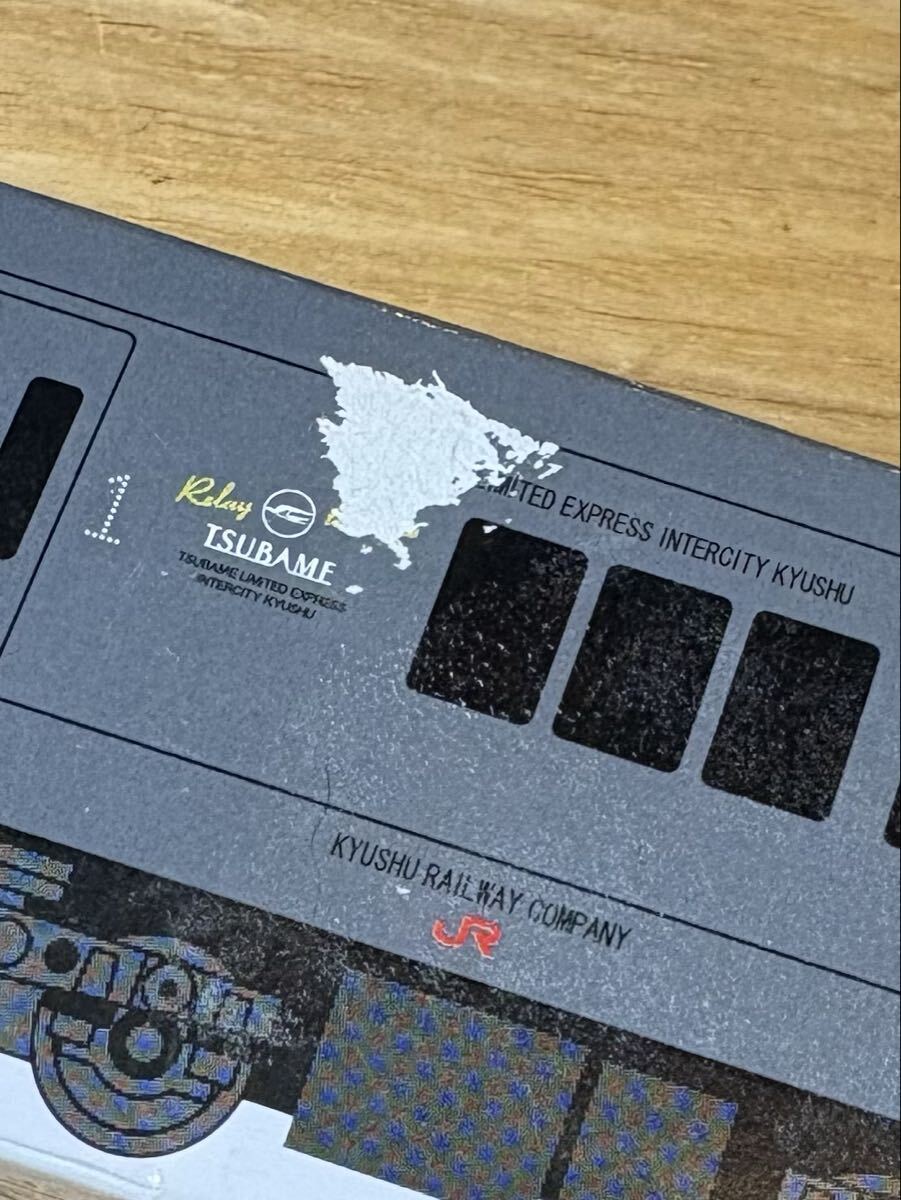 1
Relay
TSUBAME
TSUBAME LIMITED EXPRESS
INTERCITY KYUSHU
LIMITED EXPRESS INTERCITY KYUSHU
KYUSHU RAILWAY COMPANY
JR